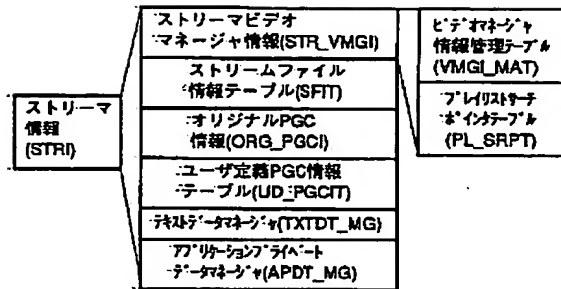 ストリーマ
情報
(STRI)
ストリーマビデオ
マネージャ情報(STR_VMGI)
ストリームファイル
情報テーブル(SFIT)
オリジナルPGC
情報(ORG_PGCI)
ユーザ定義PGC情報
テーブル(UD_PGCIT)
テキストデータマネージャ(TXTDT_MG)
アプリケーションプライベート
データマネージャ(APDT_MG)
ビデオマネージャ
情報管理テーブル
(VMGI_MAT)
プレイリストサーチ
ポインタテーブル
(PL_SRPT)